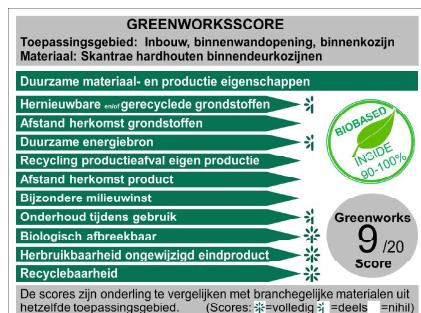 GREENWORKSSCORE
Toepassingsgebied: Inbouw, binnenwandopening, binnenkozijn
Materiaal: Skantrae hardhouten binnendeurkozijnen
Duurzame materiaal- en productie eigenschappen
Hernieuwbare en/of gerecyclede grondstoffen
Afstand herkomst grondstoffen
Duurzame energiebron
Recycling productieafval eigen productie
Afstand herkomst product
Bijzondere milieuwinst
Onderhoud tijdens gebruik
Biologisch afbreekbaar
Herbruikbaarheid ongewijzigd eindproduct
Recyclebaarheid
BIOBASED
INSIDE
90-100%
Greenworks
9 /20
Score
De scores zijn onderling te vergelijken met branchegelijke materialen uit
hetzelfde toepassingsgebied. (Scores: =volledig =deels =nihil)